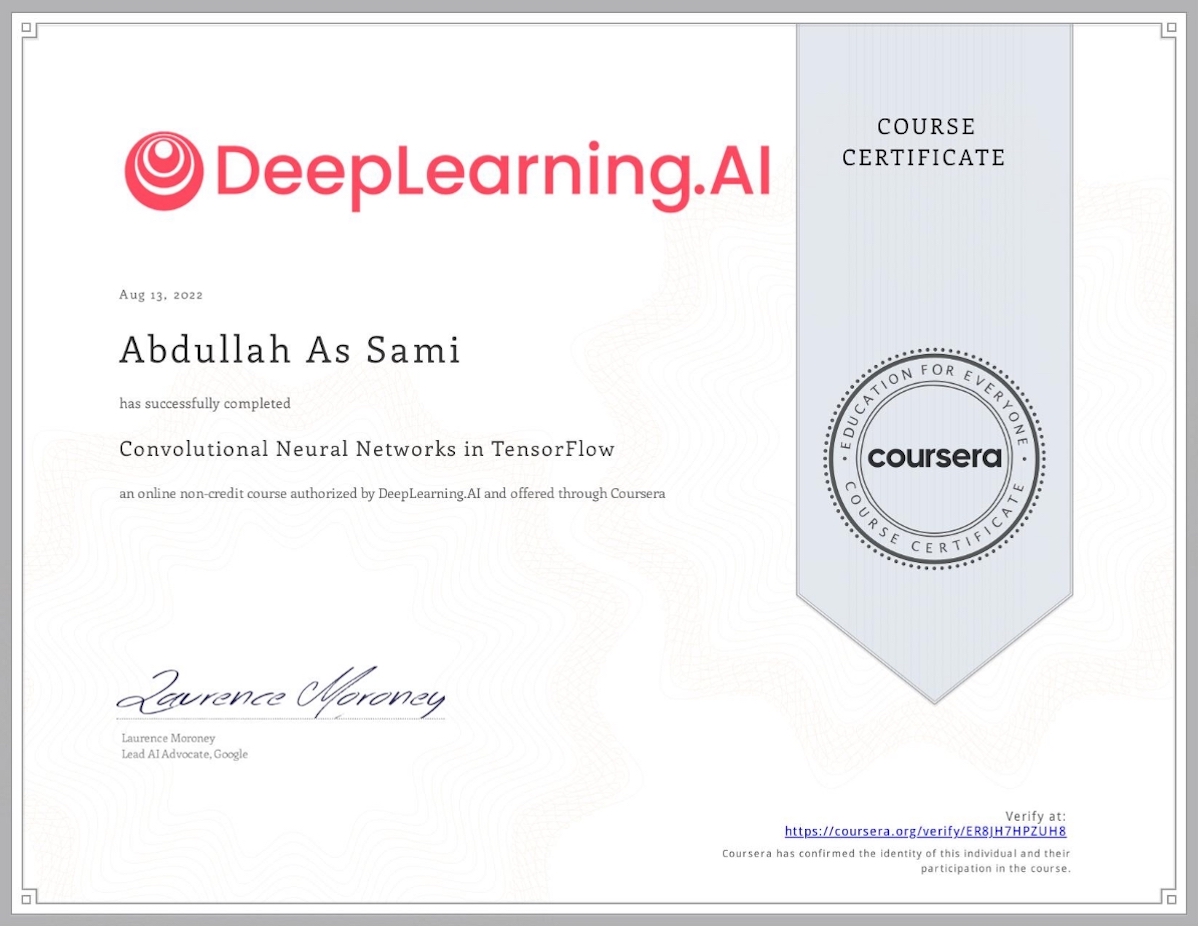 DeepLearning.AI
COURSE
CERTIFICATE
Aug 13, 2022
Abdullah As Sami
has successfully completed
Convolutional Neural Networks in TensorFlow
an online non-credit course authorized by DeepLearning.AI and offered through Coursera
EDUCATION FOR EVERYONE
coursera
COURSE CERTIFICATE
Laurence Moroney
Laurence Moroney
Lead AI Advocate, Google
Verify at:
https://coursera.org/verify/ER8JH7HPZUH8
Coursera has confirmed the identity of this individual and their
participation in the course.